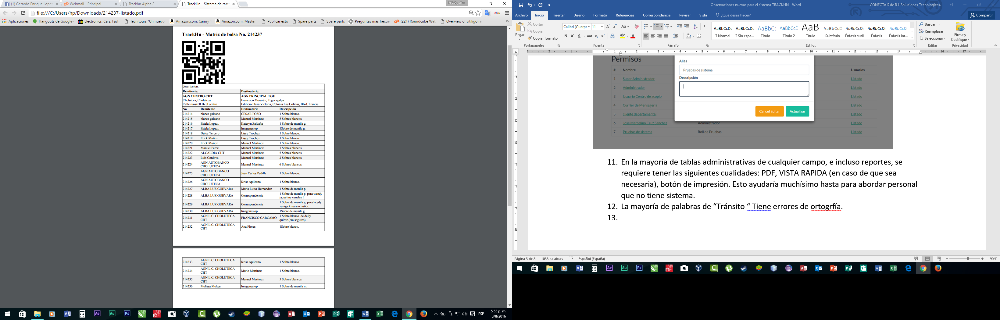 (1) Gerardo Enrique Lopez
Webmail - Principal
Trackhn Alpha 2
TrackHn - Sistema de rast
HD Aguilar
file:///C:/Users/hp/Downloads/214237-listado.pdf
Aplicaciones
Hangouts de Google
Electronics, Cars, Fash
Tecnitours "Un nuevo
Amazon.com: Camry
Amazon.com: Master
Publicar esto
Spare parts
Spare parts
Preguntas más frecue
(221) Roundcube Web
Overview of vitiligo re
TrackHn - Matriz de bolsa No. 214237
descripcion:
Remitente: Destinatario:
AGN CENTRO CHT AGN PRINCIPAL TGU
Choluteca, Choluteca Francisco Morazán, Tegucigalpa
Calle ruosvell B- el centro Edificio Plaza Victoria, Colonia Las Colinas, Blvd. Francia
No Remitente Destinatario Descripción
214214 blanca galeano CESAR POZO 1 Sobre blanco.
214215 blanca galeano Manuel Martinez. 5 Sobres blancos.
214216 Estela Lopez.. Kateryn Zaldaña 1 Sobre de manila g.
214217 Estela Lopez.. Imagenes op 1Sobre de manila g.
214218 Dulce Tercero Lissy Trochez 1 Sobre blanco.
214219 Erick Muñoz Lissy Trochez 1 Sobre blanco.
214220 Erick Muñoz Manuel Martinez. 1 Sobre blanco.
214221 Manuel Perez Manuel Martinez. 3 Sobres blancos.
214222 ALCALDIA CHT Manuel Martinez. 5 Sobres blancos.
214223 Luis Cordova Manuel Martinez. 2 Sobres blancos.
214224 AGN AUTOBANCO CHOLUTECA Manuel Martinez. 6 Sobres blancos.
214225 AGN AUTOBANCO CHOLUTECA Juan Carlos Padilla 1 Sobre blanco.
214226 AGN AUTOBANCO CHOLUTECA Kriss Aplicano 1 Sobre blanco.
214227 ALBA LUZ GUEVARA Maria Luisa Hernandez 1 Sobre de manila p.
214228 ALBA LUZ GUEVARA Correspondencia 1 Sobre de manila p. para wendy jaqueline canales f.
214229 ALBA LUZ GUEVARA Correspondencia 1 Sobre de manila g. para keydy zuniga / marvin nuñez.
214230 ALBA LUZ GUEVARA Imagenes op 1Sobre de manila g.
214231 AGN L.C. CHOLUTECA CHT FRANCISCO CARCAMO 1 Sobre blanco. de deily quiroz.(cm seguros).
214232 AGN L.C. CHOLUTECA CHT Ana Flores 1Sobre blanco.
214233 AGN L.C. CHOLUTECA CHT Kriss Aplicano 1 Sobre blanco.
214234 AGN L.C. CHOLUTECA CHT Mario Martinez 1 Sobre blanco.
214235 AGN L.C. CHOLUTECA CHT Manuel Martinez. 5 Sobres blancos.
214236 Melissa Melgar Imagenes op 1 Sobre de manila m.
ESP
5:55 p. m.
3/8/2016
Observaciones nuevas para el sistema TRACKHN - Word
CONECTA S de R L Soluciones Tecnologicas.
Archivo Inicio Insertar Diseño Formato Referencias Correspondencia Revisar Vista ¿Qué desea hacer? Compartir
Pegar
Cortar
Copiar
Copiar formato
Portapapeles
Calibri (Cuerpo 11
N K S abc x₂ x²
Fuente
Párrafo
AaBbCcDc AaBbCcDc AaBbCc AaBbCcD AaB AaBbCcD AaBbCcDc AaBbCcDc AaBbCcDc
¶ Normal ¶ Sin espa... Título 1 Título 2 Título Subtítulo Énfasis sutil Énfasis Énfasis int...
Estilos
Buscar
Reemplazar
Seleccionar
Editar
Firme y Codifique
Privacidad
Permisos
# Nombre Usuarios
1 Super Administrador Listado
2 Administrador Listado
3 Usuario Centro de acopio Listado
4 Currier de Mensageria Listado
5 cliente departamental Listado
6 Jose Marcelino Cruz Sanchez Administrador Listado
7 Pruebas de sistema Roll de Pruebas Listado
Alias
Pruebas de sistema
Descripción
Cancel Editar
Actualizar
11. En la mayoría de tablas administrativas de cualquier campo, e incluso reportes, se
requiere tener las siguientes cualidades: PDF, VISTA RAPIDA (en caso de que sea
necesaria), botón de impresión. Esto ayudaría muchísimo hasta para abordar personal
que no tiene sistema.
12. La mayoría de palabras de “Tránsito “ Tiene errores de ortogrfía.
13.
Página 3 de 8 1038 palabras Español (España) 190 %